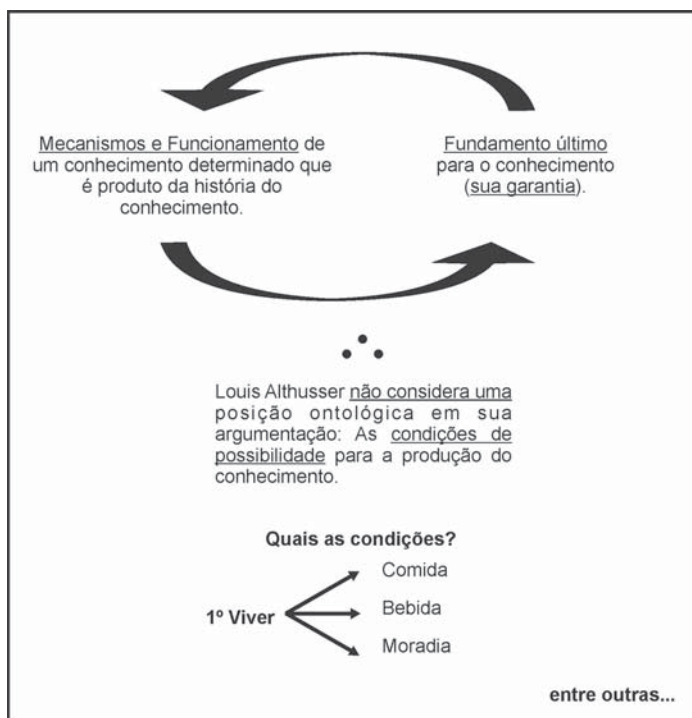 Mecanismos e Funcionamento de
um conhecimento determinado que
é produto da história do
conhecimento.
Fundamento último
para o conhecimento
(sua garantia).
Louis Althusser não considera uma
posição ontológica em sua
argumentação: As condições de
possibilidade para a produção do
conhecimento.
Quais as condições?
1º Viver
Comida
Bebida
Moradia
entre outras...